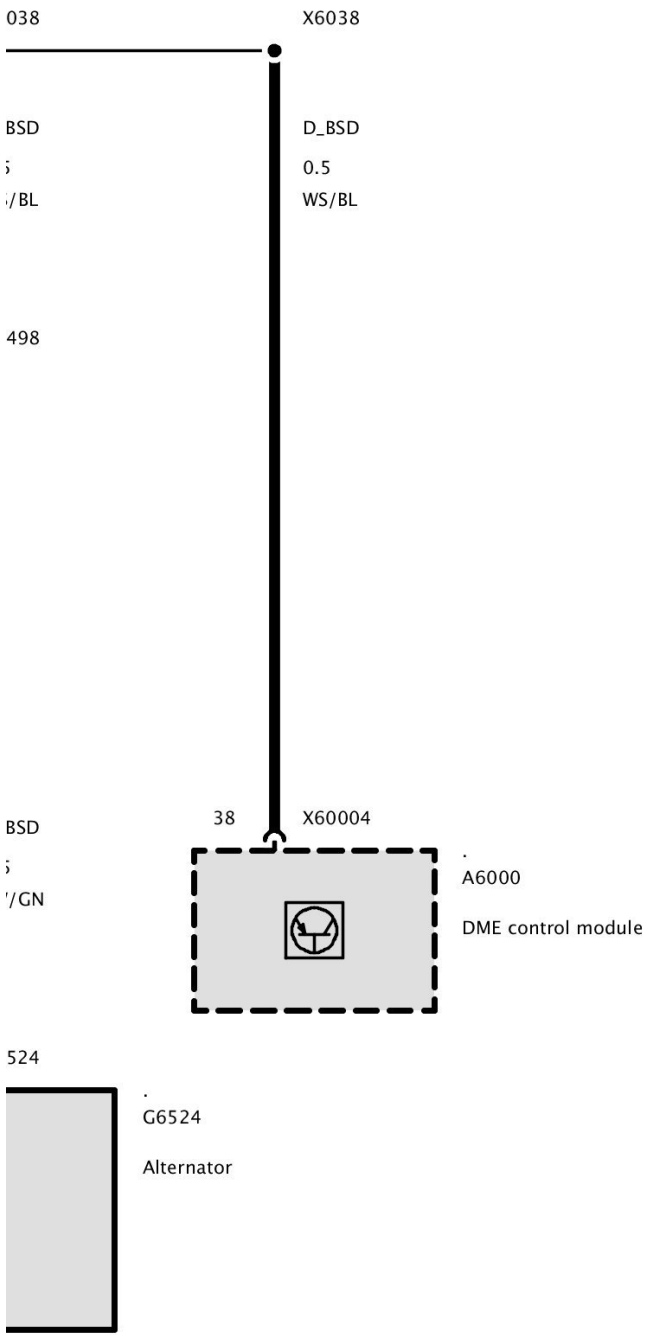 038
X6038
BSD
D_BSD
0.5
/BL
WS/BL
498
38
X60004
BSD
/GN
.
A6000
DME control module
524
.
G6524
Alternator